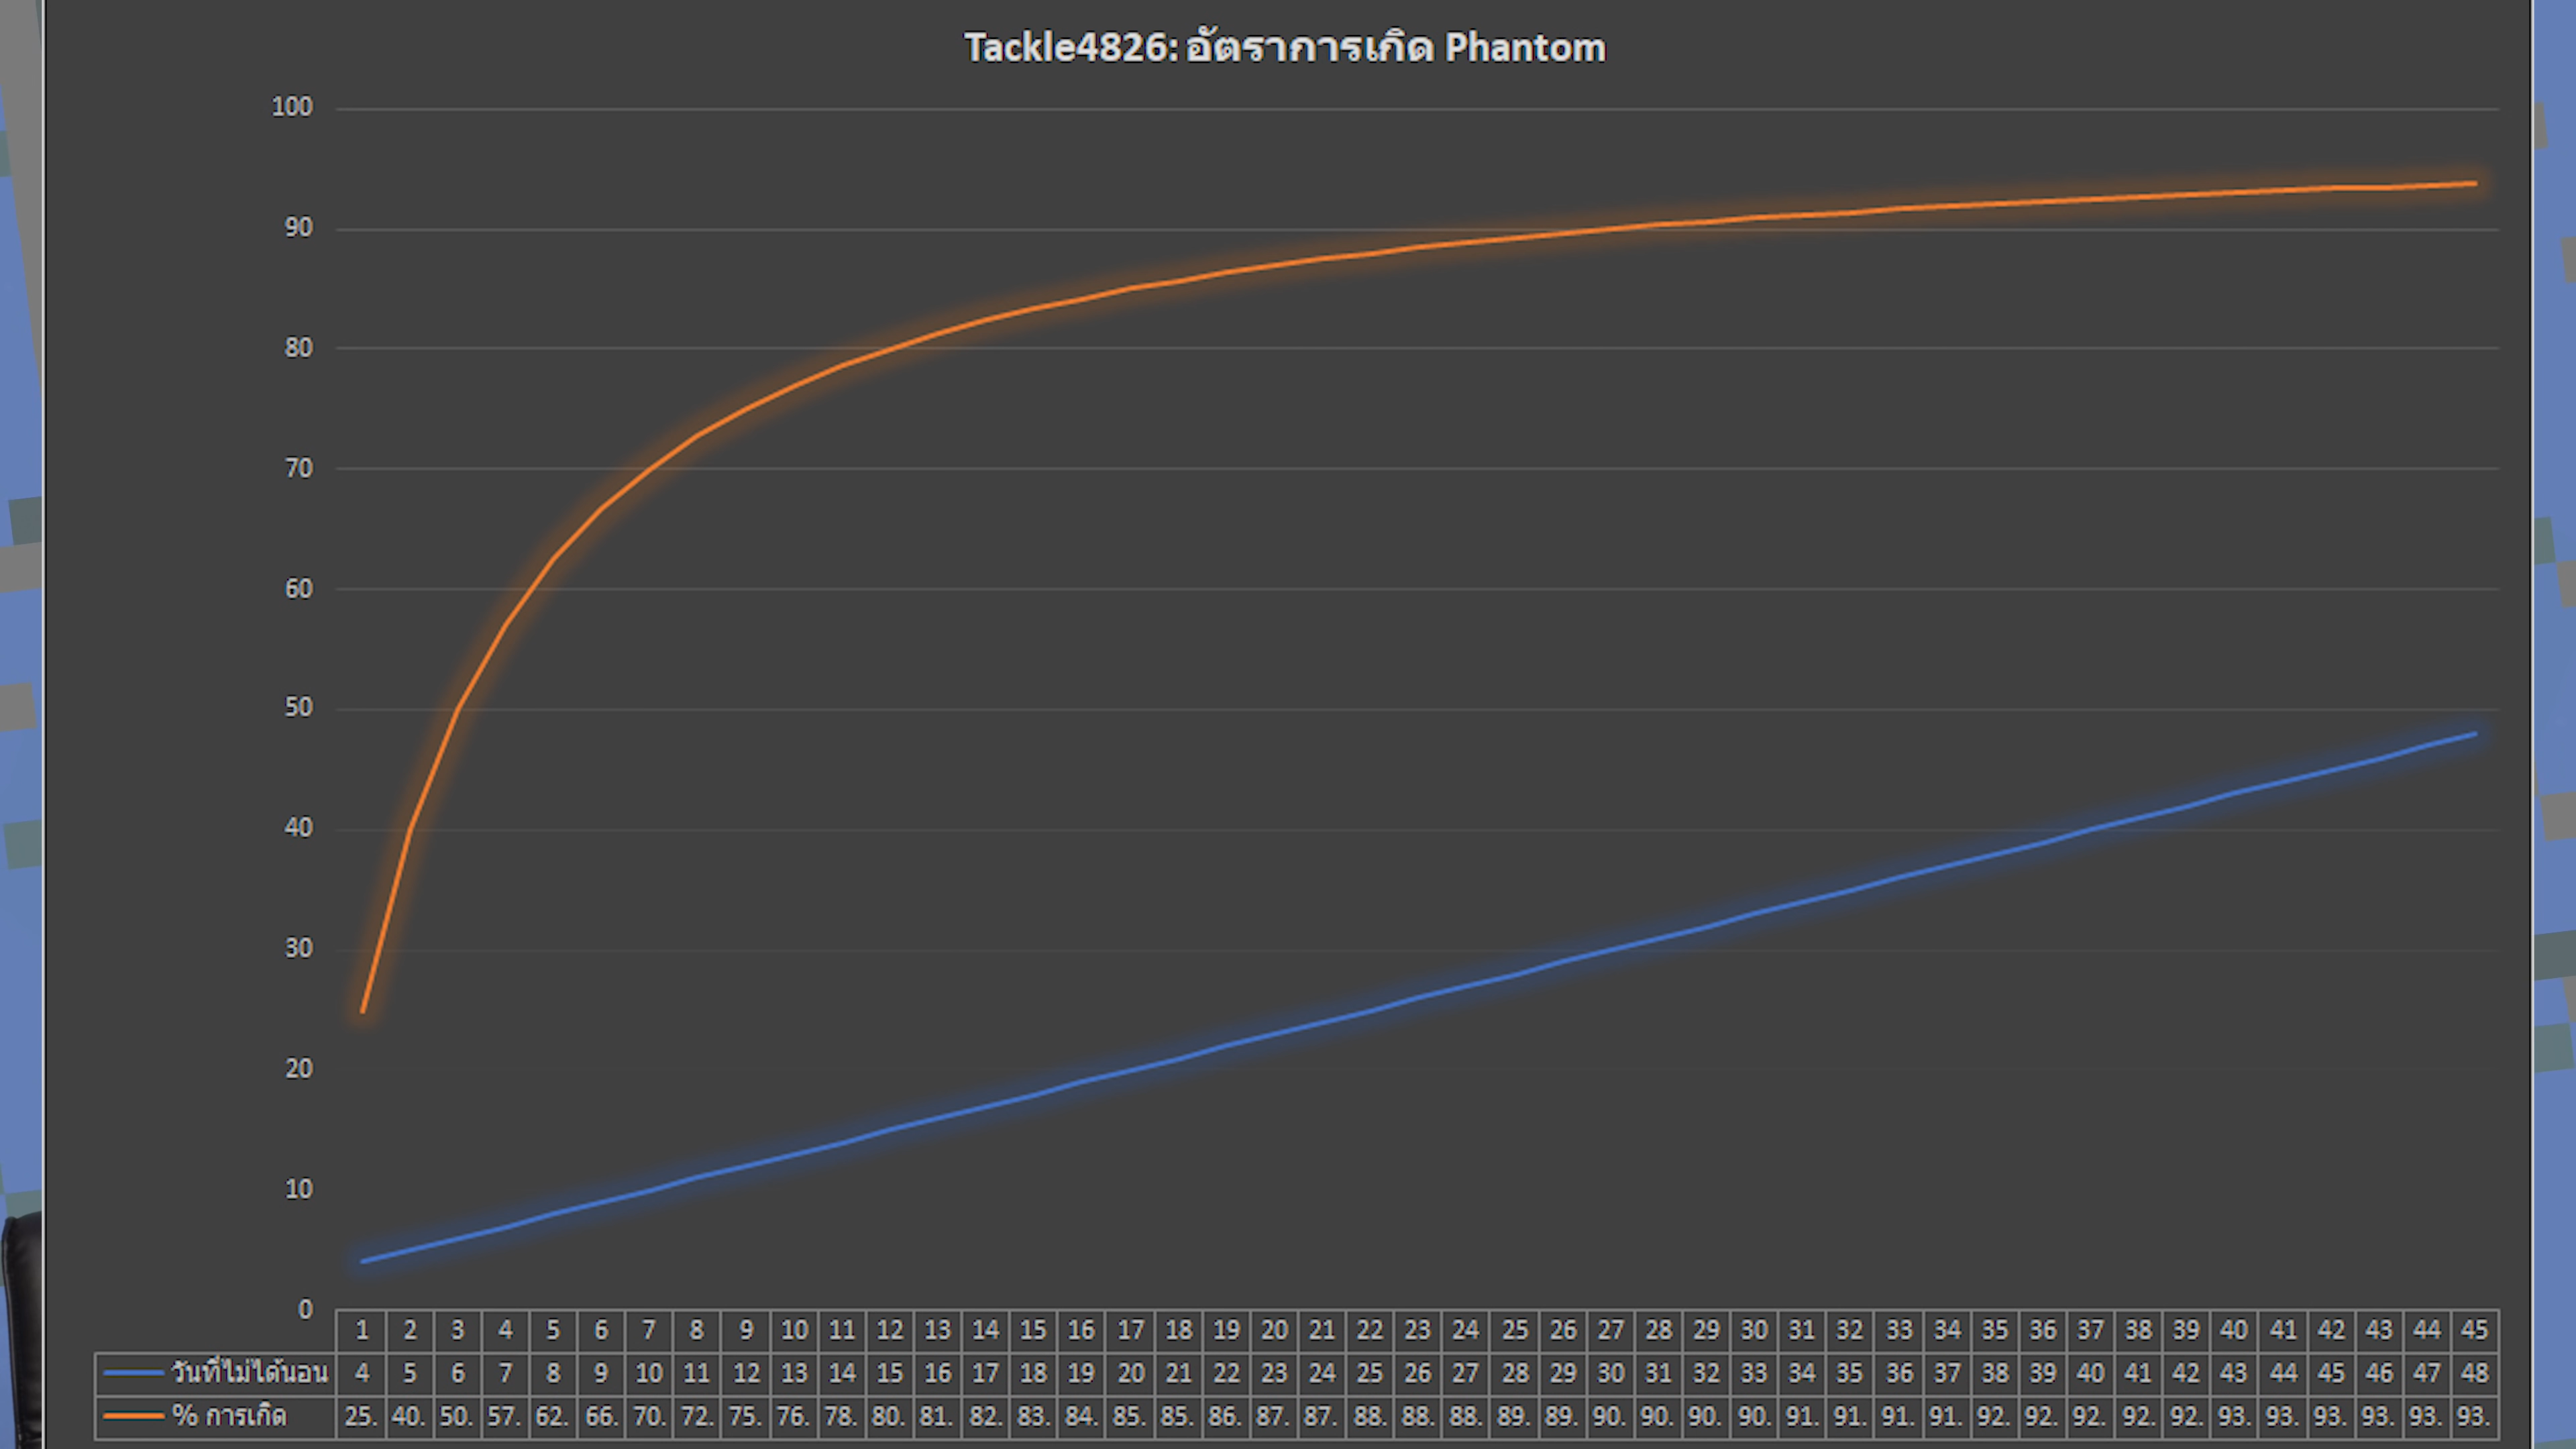 Tackle4826: อัตราการเกิด Phantom
100
90
80
70
60
50
40
30
20
10
0
1 2 3 4 5 6 7 8 9 10 11 12 13 14 15 16 17 18 19 20 21 22 23 24 25 26 27 28 29 30 31 32 33 34 35 36 37 38 39 40 41 42 43 44 45
วันที่ไม่ได้นอน 4 5 6 7 8 9 10 11 12 13 14 15 16 17 18 19 20 21 22 23 24 25 26 27 28 29 30 31 32 33 34 35 36 37 38 39 40 41 42 43 44 45 46 47 48
% การเกิด 25. 40. 50. 57. 62. 66. 70. 72. 75. 76. 78. 80. 81. 82. 83. 84. 85. 85. 86. 87. 87. 88. 88. 88. 89. 89. 90. 90. 90. 90. 91. 91. 91. 91. 92. 92. 92. 92. 92. 93. 93. 93. 93. 93. 93.